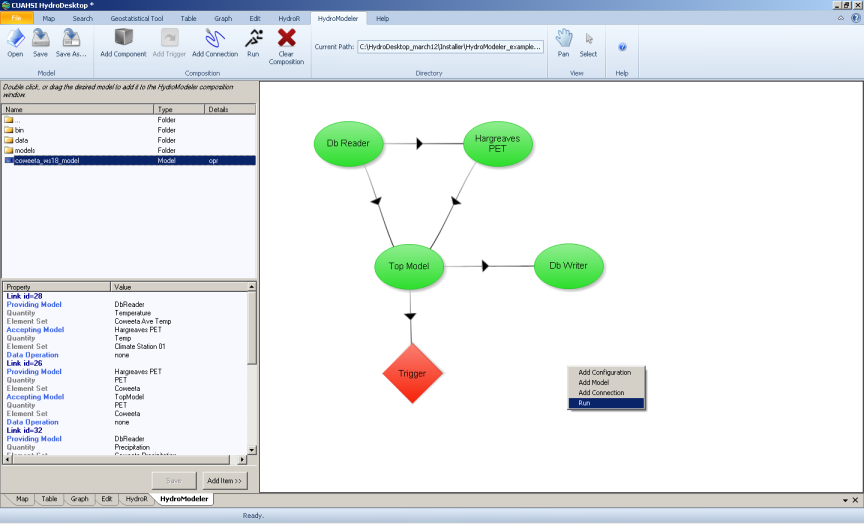 CUAHSI HydroDesktop *
File Map Search Geostatistical Tool Table Graph Edit HydroR HydroModeler Help
Open Save Save As... Add Component Add Trigger Add Connection Run Clear Composition
Current Path: C:\HydroDesktop_march12\Installer\HydroModeler_example...
Pan Select
Model Composition Directory View Help
Double click, or drag the desired model to add it to the HydroModeler composition
window.
Name Type Details
... Folder
bin Folder
data Folder
models Folder
coweeta_ws18_model Model opr
Property Value
Link id=28
Providing Model DbReader
Quantity Temperature
Element Set Coweeta Ave Temp
Accepting Model Hargreaves PET
Quantity Temp
Element Set Climate Station 01
Data Operation none
Link id=26
Providing Model Hargreaves PET
Quantity PET
Element Set Coweeta
Accepting Model TopModel
Quantity PET
Element Set Coweeta
Data Operation none
Link id=32
Providing Model DbReader
Quantity Precipitation
Element Set Coweeta Precipitation
Save Add Item >>
Db Reader
Hargreaves
PET
Top Model
Db Writer
Trigger
Add Configuration
Add Model
Add Connection
Run
Map Table Graph Edit HydroR HydroModeler
Ready.